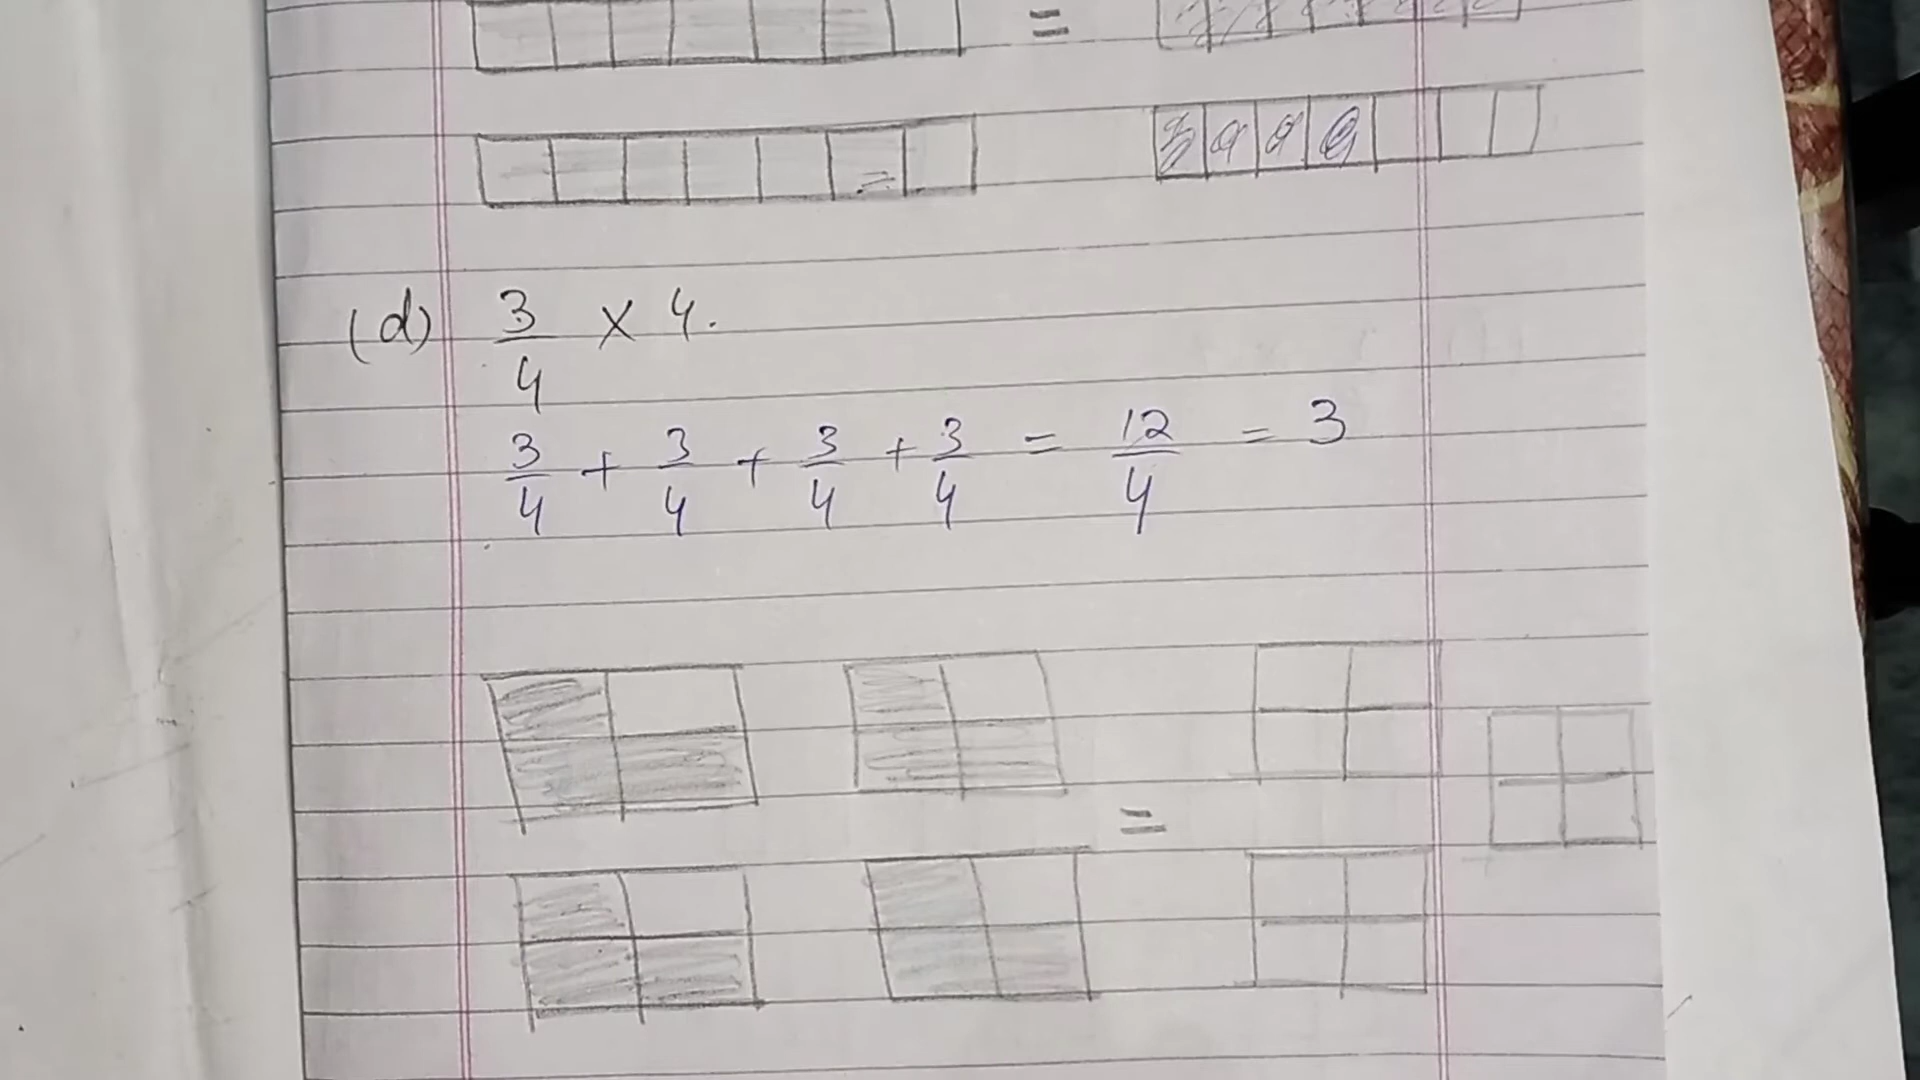 =
=
(d) 3/4 × 4.
3/4 + 3/4 + 3/4 + 3/4 = 12/4 = 3
=